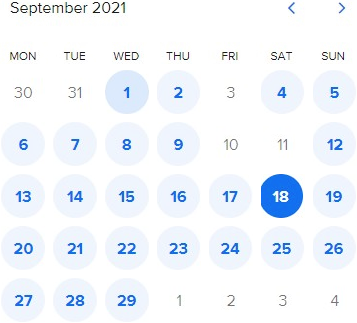 September 2021
MON TUE WED THU FRI SAT SUN
30 31 1 2 3 4 5
6 7 8 9 10 11 12
13 14 15 16 17 18 19
20 21 22 23 24 25 26
27 28 29 1 2 3 4